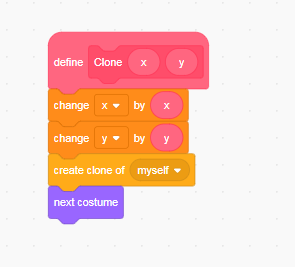 define Clone x y
change x by x
change y by y
create clone of myself
next costume